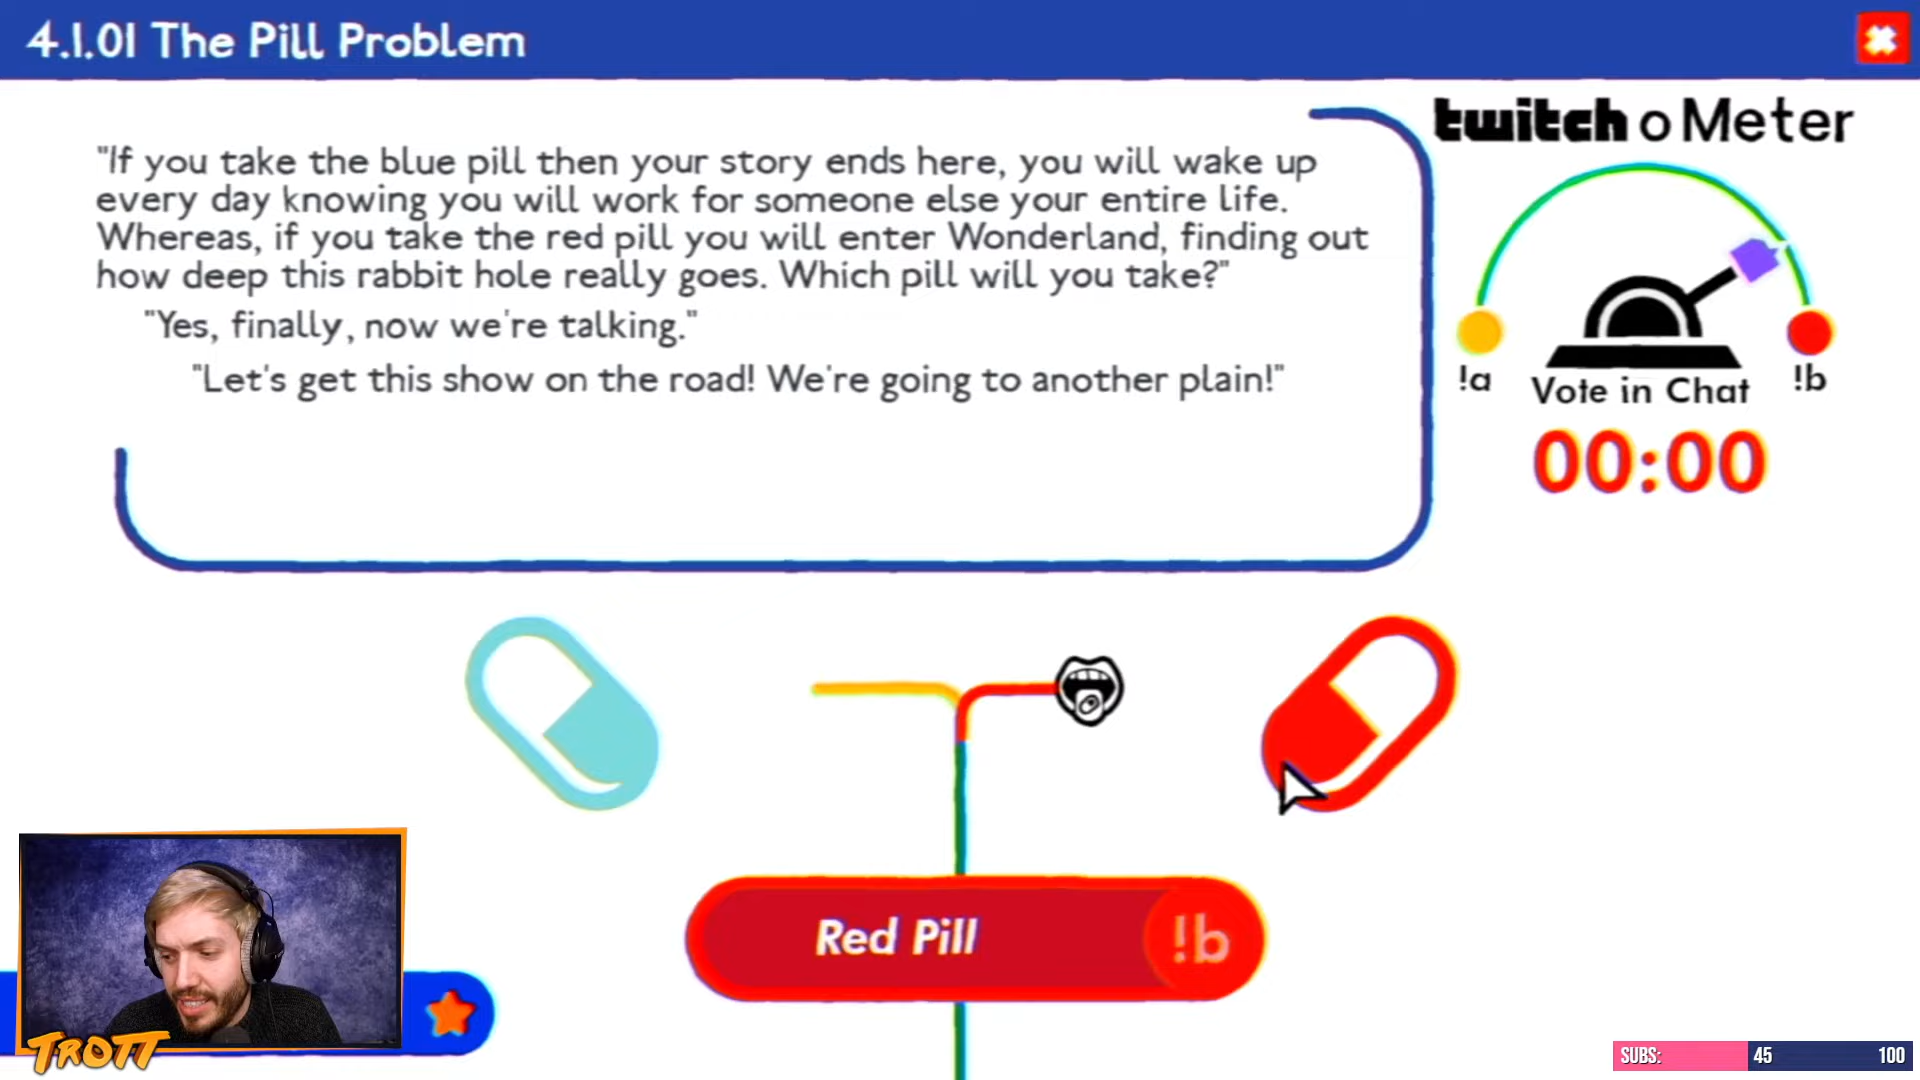 4.1.01 The Pill Problem
"If you take the blue pill then your story ends here, you will wake up
every day knowing you will work for someone else your entire life.
Whereas, if you take the red pill you will enter Wonderland, finding out
how deep this rabbit hole really goes. Which pill will you take?"
"Yes, finally, now we're talking."
"Let's get this show on the road! We're going to another plain!"
twitch o Meter
!a
Vote in Chat
!b
00:00
Red Pill
!b
TROTT
SUBS:
45
100